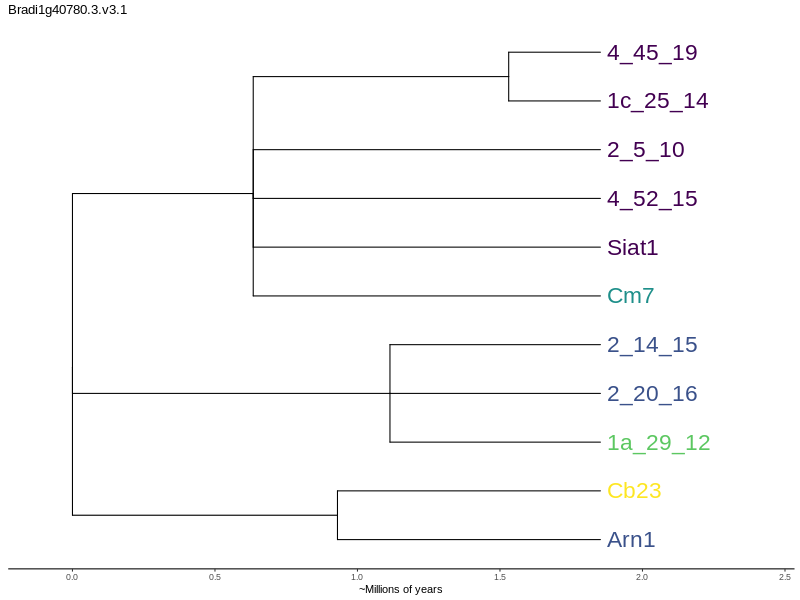 Bradi1g40780.3.v3.1
4_45_19
1c_25_14
2_5_10
4_52_15
Siat1
Cm7
2_14_15
2_20_16
1a_29_12
Cb23
Arn1
0.0 0.5 1.0 1.5 2.0 2.5
~Millions of years